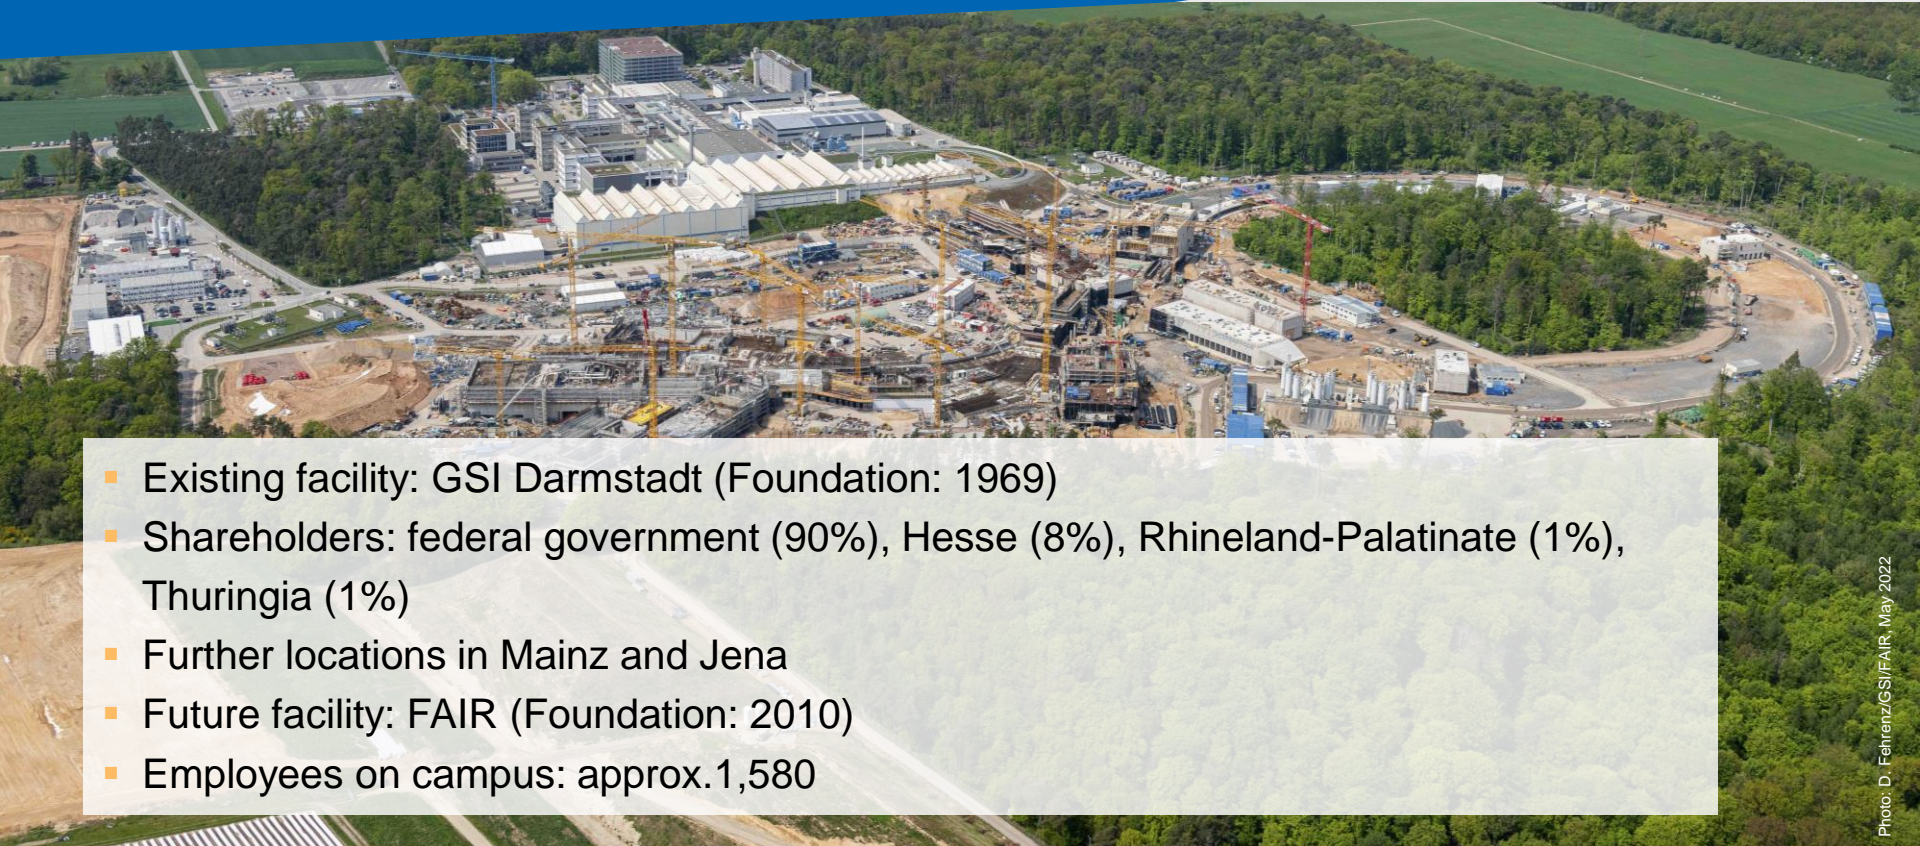 Existing facility: GSI Darmstadt (Foundation: 1969)
Shareholders: federal government (90%), Hesse (8%), Rhineland-Palatinate (1%),
Thuringia (1%)
Further locations in Mainz and Jena
Future facility: FAIR (Foundation: 2010)
Employees on campus: approx.1,580
Photo: D. Fehrenz/GSI/FAIR, May 2022